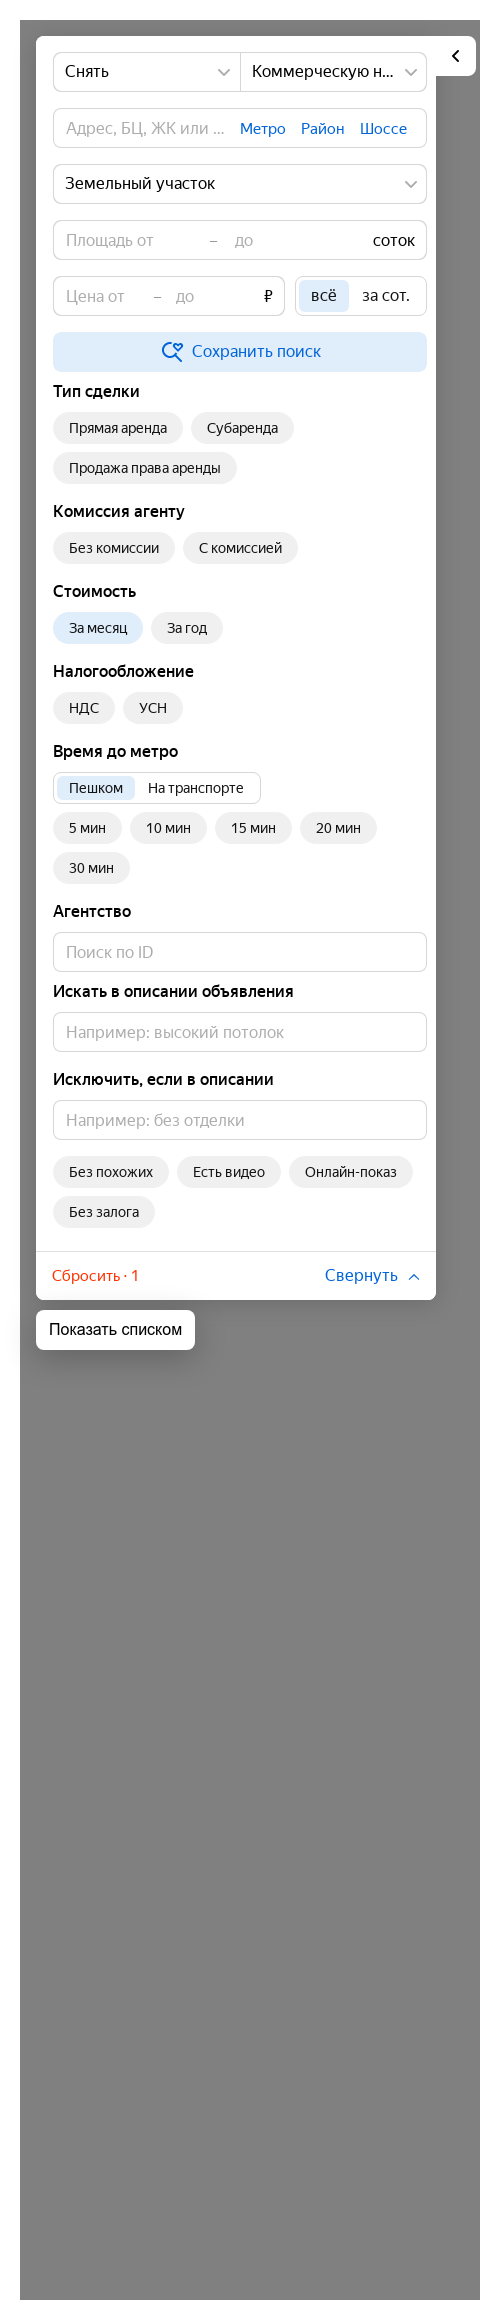 Снять Коммерческую н...
Адрес, БЦ, ЖК или ... Метро Район Шоссе
Земельный участок
Площадь от – до соток
Цена от – до ₽ всё за сот.
Сохранить поиск
Тип сделки
Прямая аренда Субаренда
Продажа права аренды
Комиссия агенту
Без комиссии С комиссией
Стоимость
За месяц За год
Налогообложение
НДС УСН
Время до метро
Пешком На транспорте
5 мин 10 мин 15 мин 20 мин
30 мин
Агентство
Поиск по ID
Искать в описании объявления
Например: высокий потолок
Исключить, если в описании
Например: без отделки
Без похожих Есть видео Онлайн-показ
Без залога
Сбросить · 1 Свернуть
Показать списком